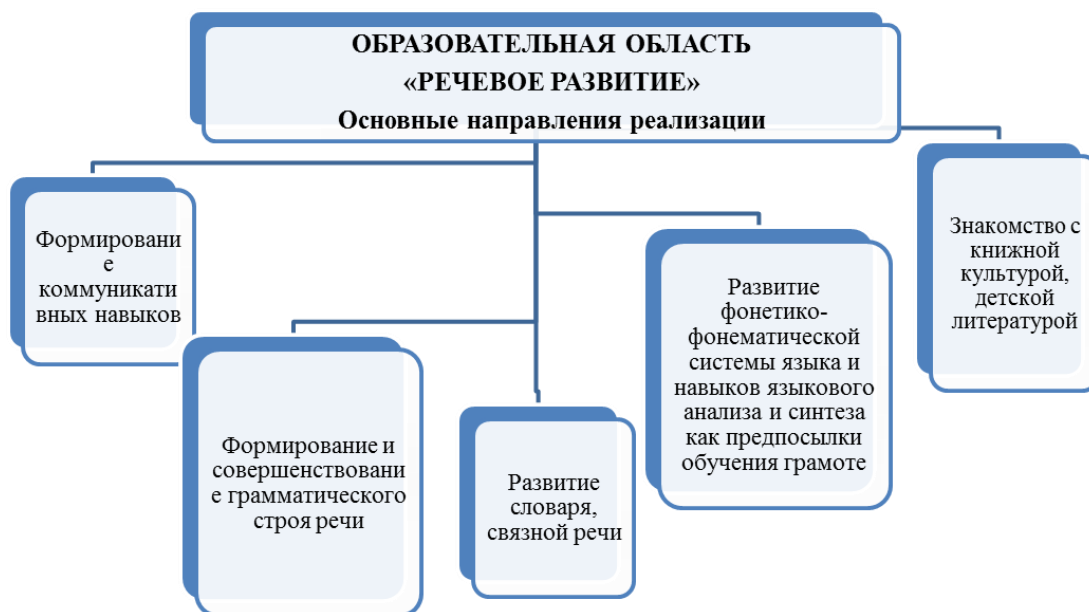 ОБРАЗОВАТЕЛЬНАЯ ОБЛАСТЬ
«РЕЧЕВОЕ РАЗВИТИЕ»
Основные направления реализации
Формировани
е
коммуникати
вных навыков
Формирование и
совершенствовани
е грамматического
строя речи
Развитие
словаря,
связной речи
Развитие
фонетико-
фонематической
системы языка и
навыков языкового
анализа и синтеза
как предпосылки
обучения грамоте
Знакомство с
книжной
культурой,
детской
литературой